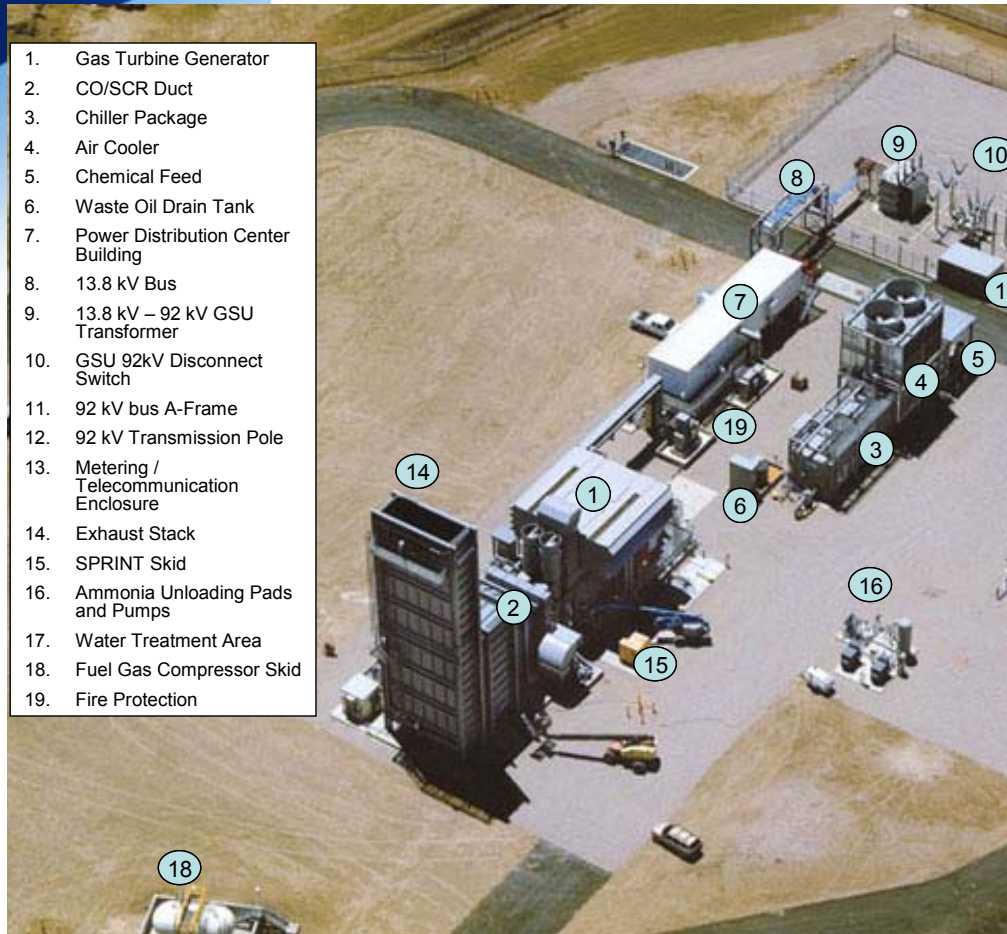 1. Gas Turbine Generator
2. CO/SCR Duct
3. Chiller Package
4. Air Cooler
5. Chemical Feed
6. Waste Oil Drain Tank
7. Power Distribution Center
Building
8. 13.8 kV Bus
9. 13.8 kV – 92 kV GSU
Transformer
10. GSU 92kV Disconnect
Switch
11. 92 kV bus A-Frame
12. 92 kV Transmission Pole
13. Metering /
Telecommunication
Enclosure
14. Exhaust Stack
15. SPRINT Skid
16. Ammonia Unloading Pads
and Pumps
17. Water Treatment Area
18. Fuel Gas Compressor Skid
19. Fire Protection
9
10
8
7
5
4
19
3
14
1
6
2
16
15
18